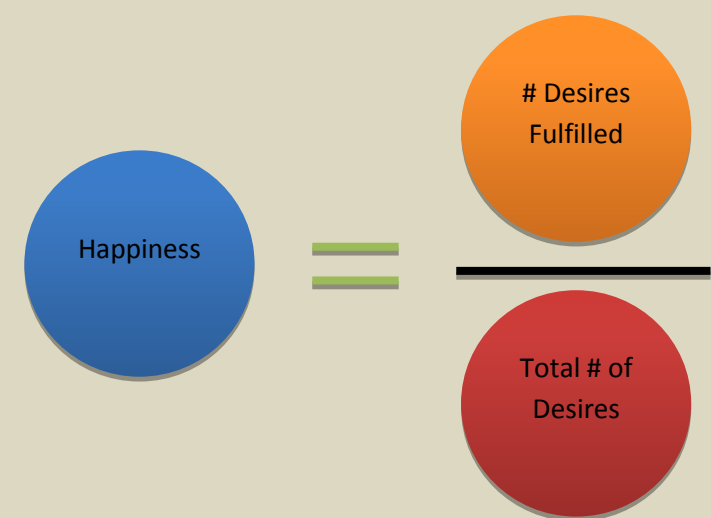 Happiness
# Desires
Fulfilled
Total # of
Desires